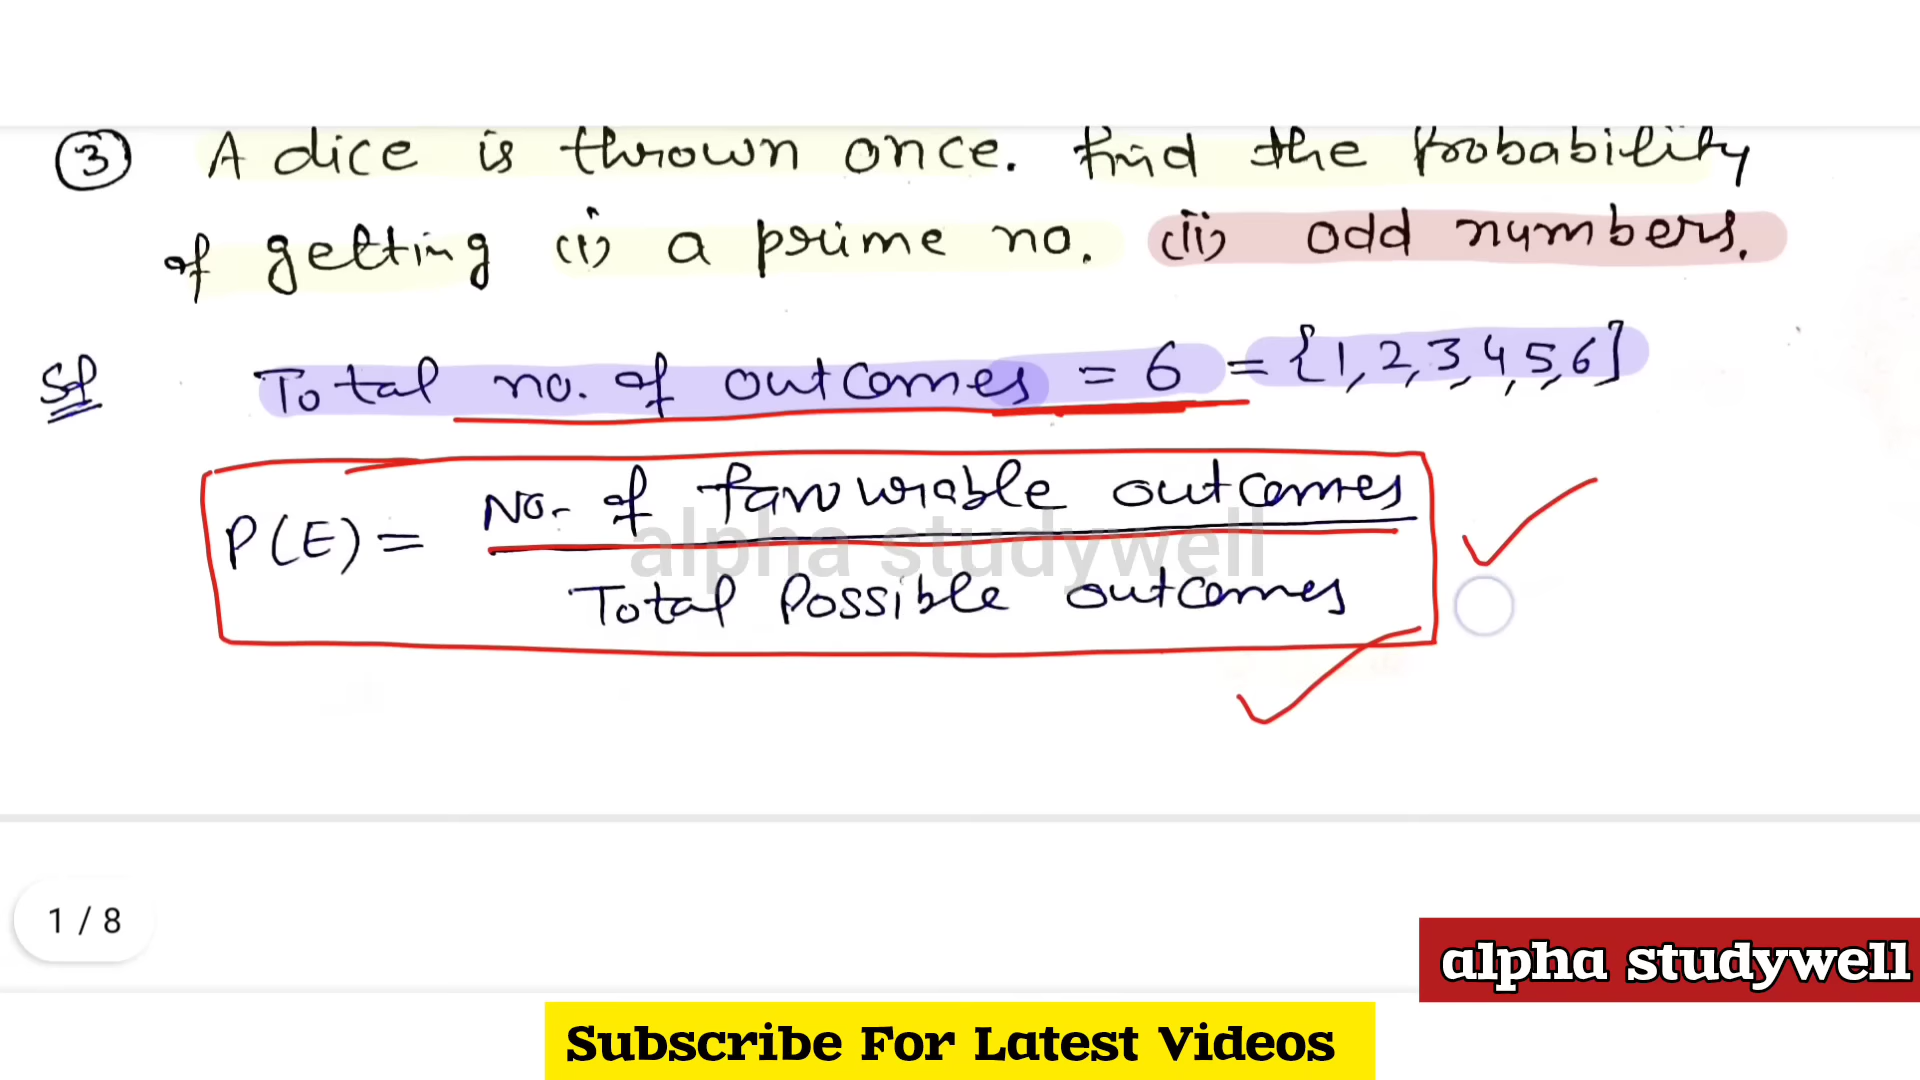 ③ A dice is thrown once. find the probability
of getting (i) a prime no. (ii) odd numbers.
Sol Total no. of outcomes = 6 = {1,2,3,4,5,6}
P(E) = No. of favourable outcomes
Total Possible outcomes
alpha studywell
1 / 8
alpha studywell
Subscribe For Latest Videos